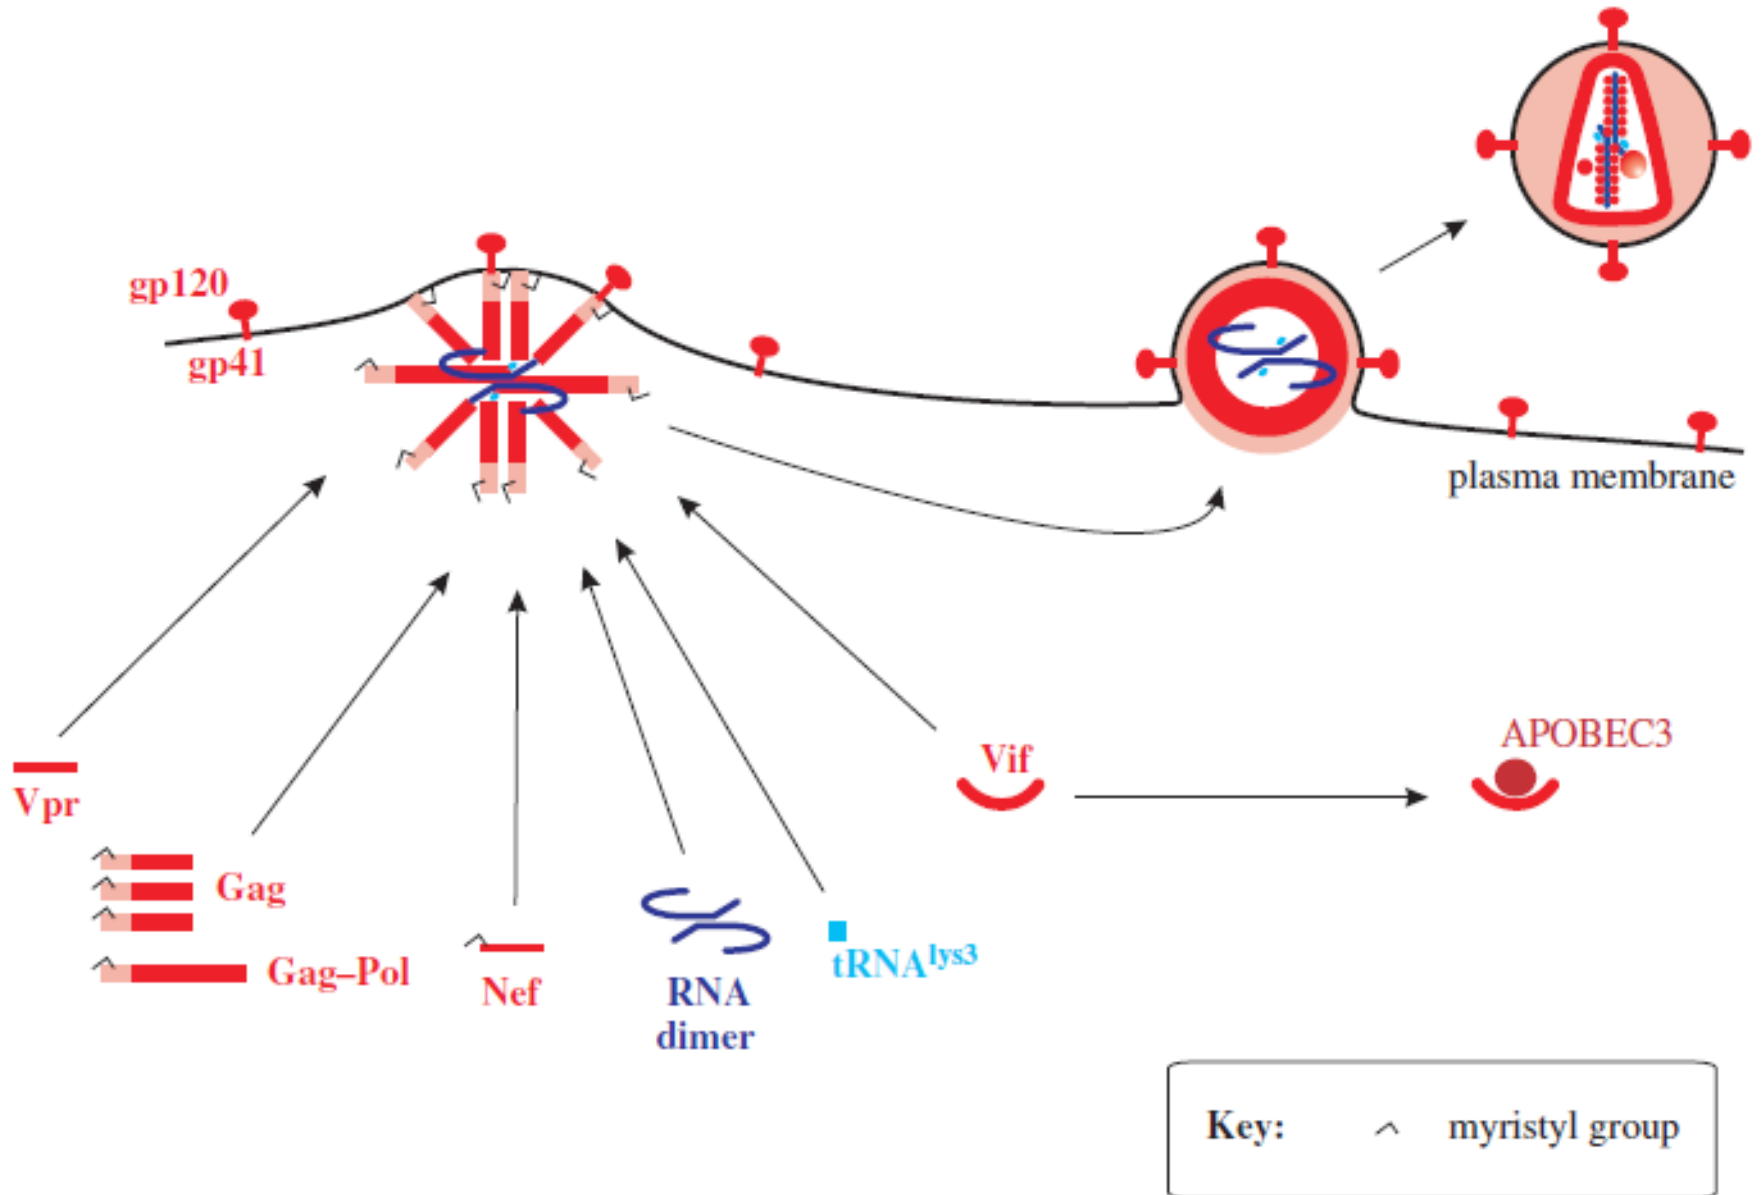 gp120
gp41
plasma membrane
APOBEC3
Vif
Vpr
Gag
Gag–Pol
Nef
RNA
dimer
tRNAlys3
Key: myristyl group